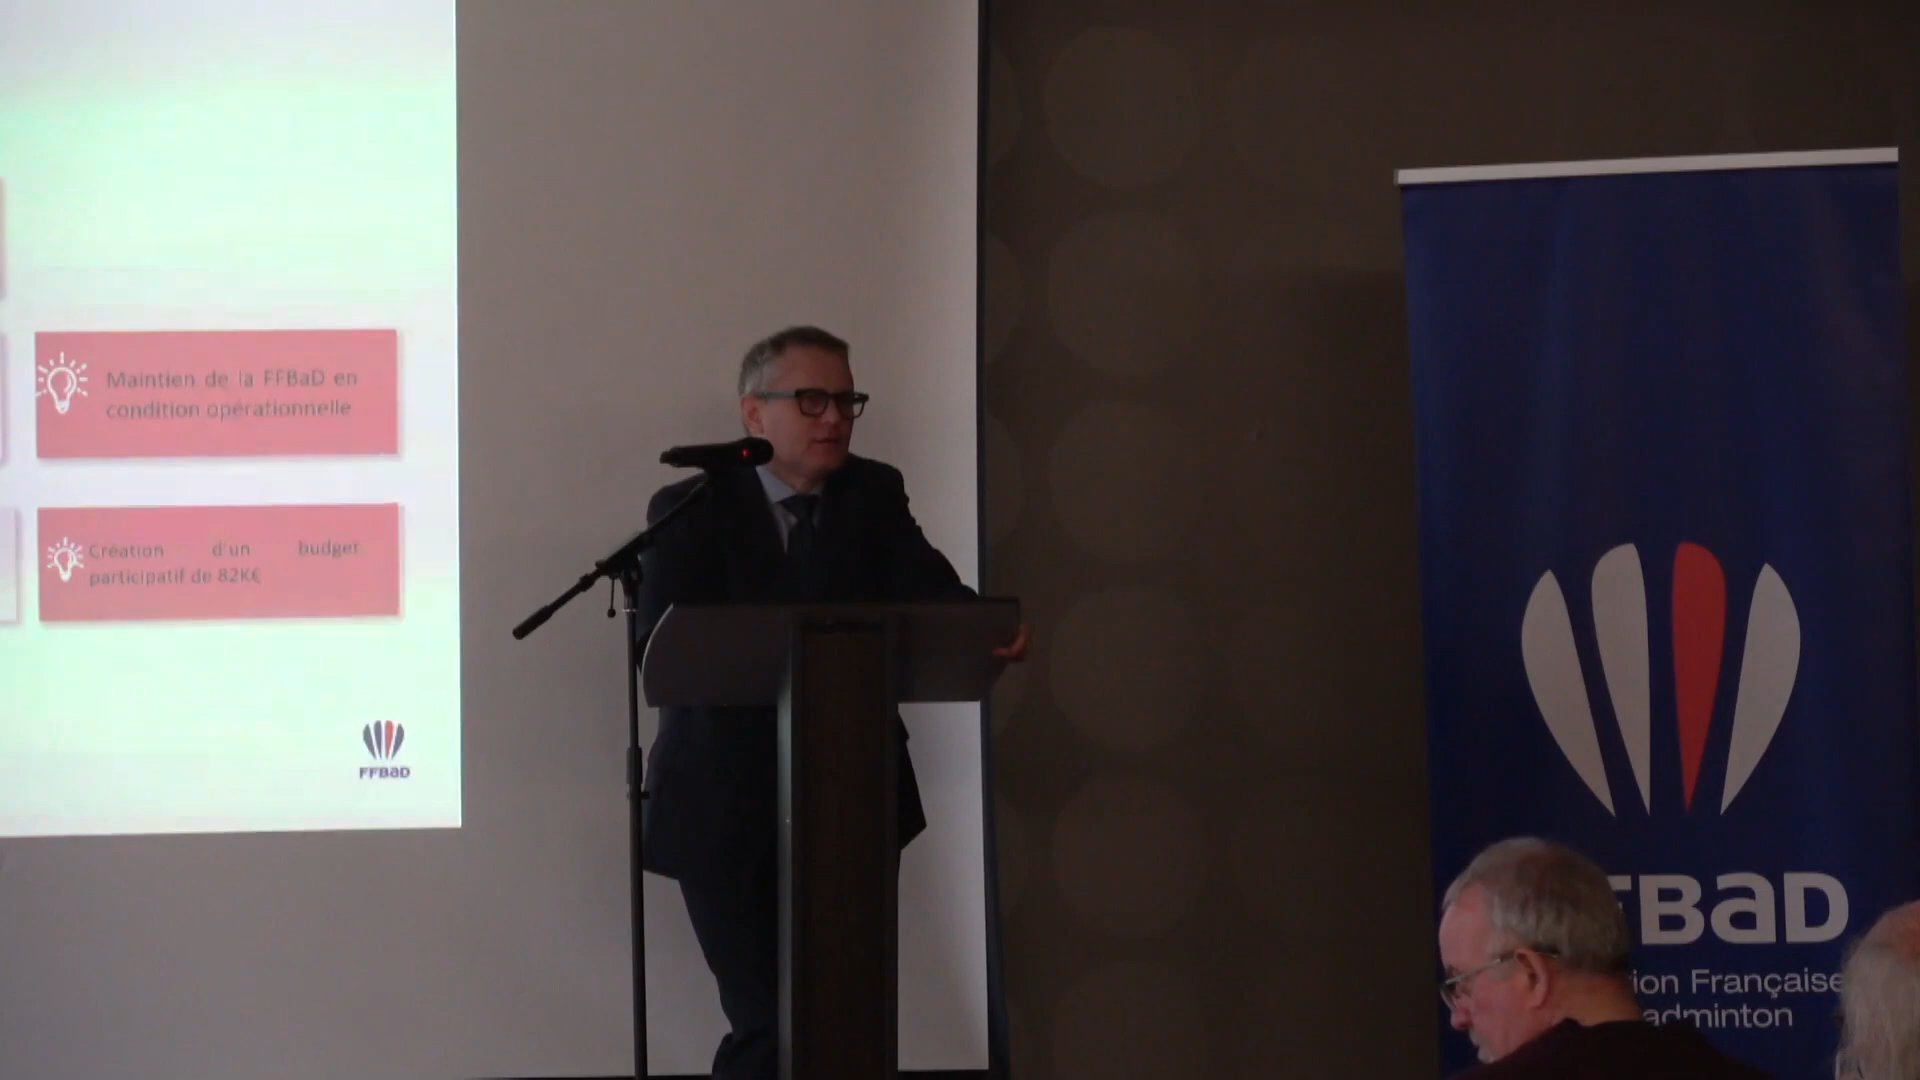 Maintien de la FFBaD en
condition opérationnelle
Création d'un budget
participatif de 82K€
FFBaD
FBaD
ion Française
adminton